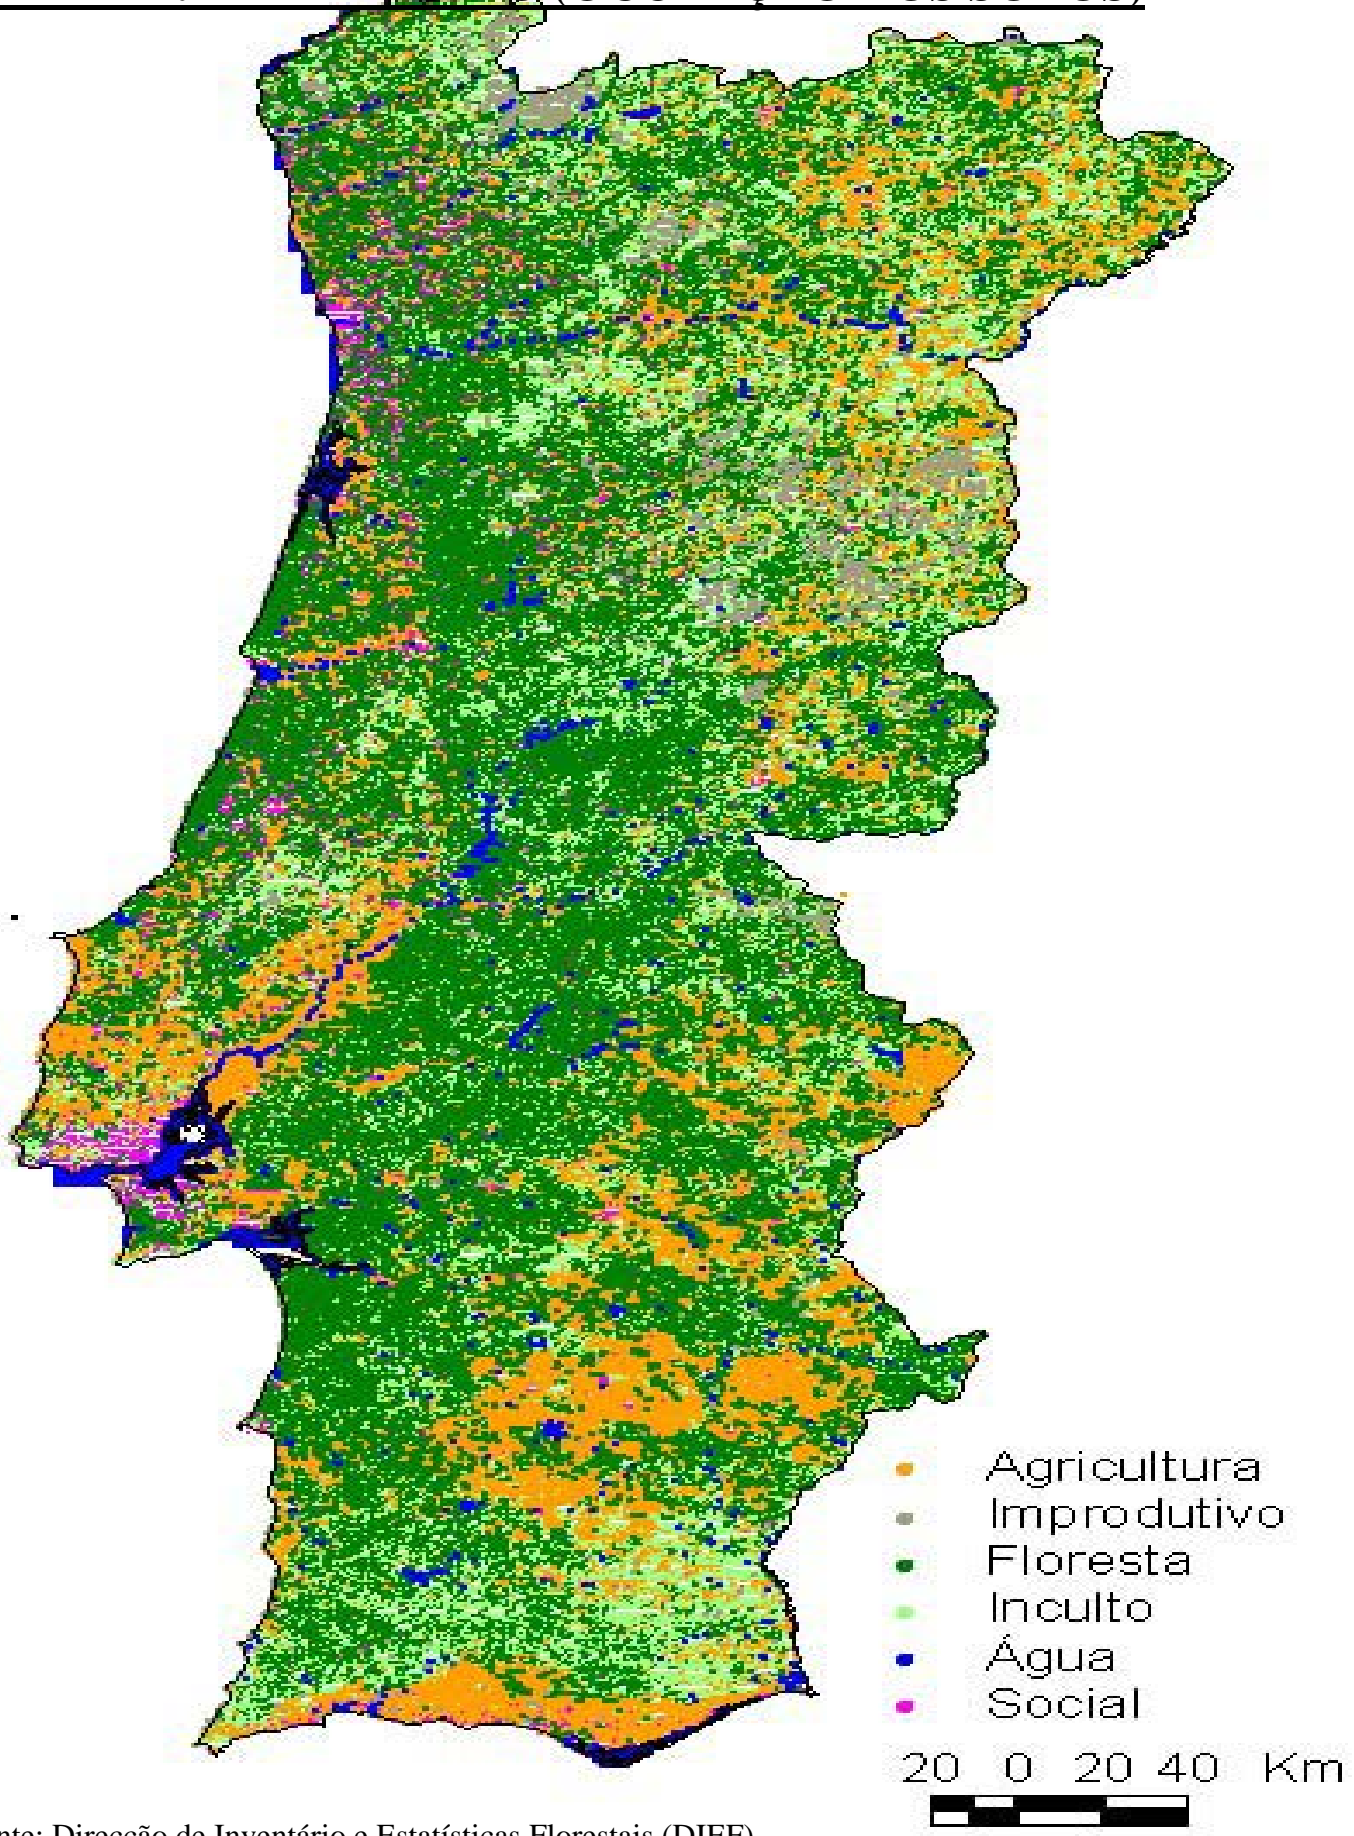 Agricultura
Improdutivo
Floresta
Inculto
Água
Social
20 0 20 40 Km
Direcção de Inventário e Estatísticas Florestais (DIEF)